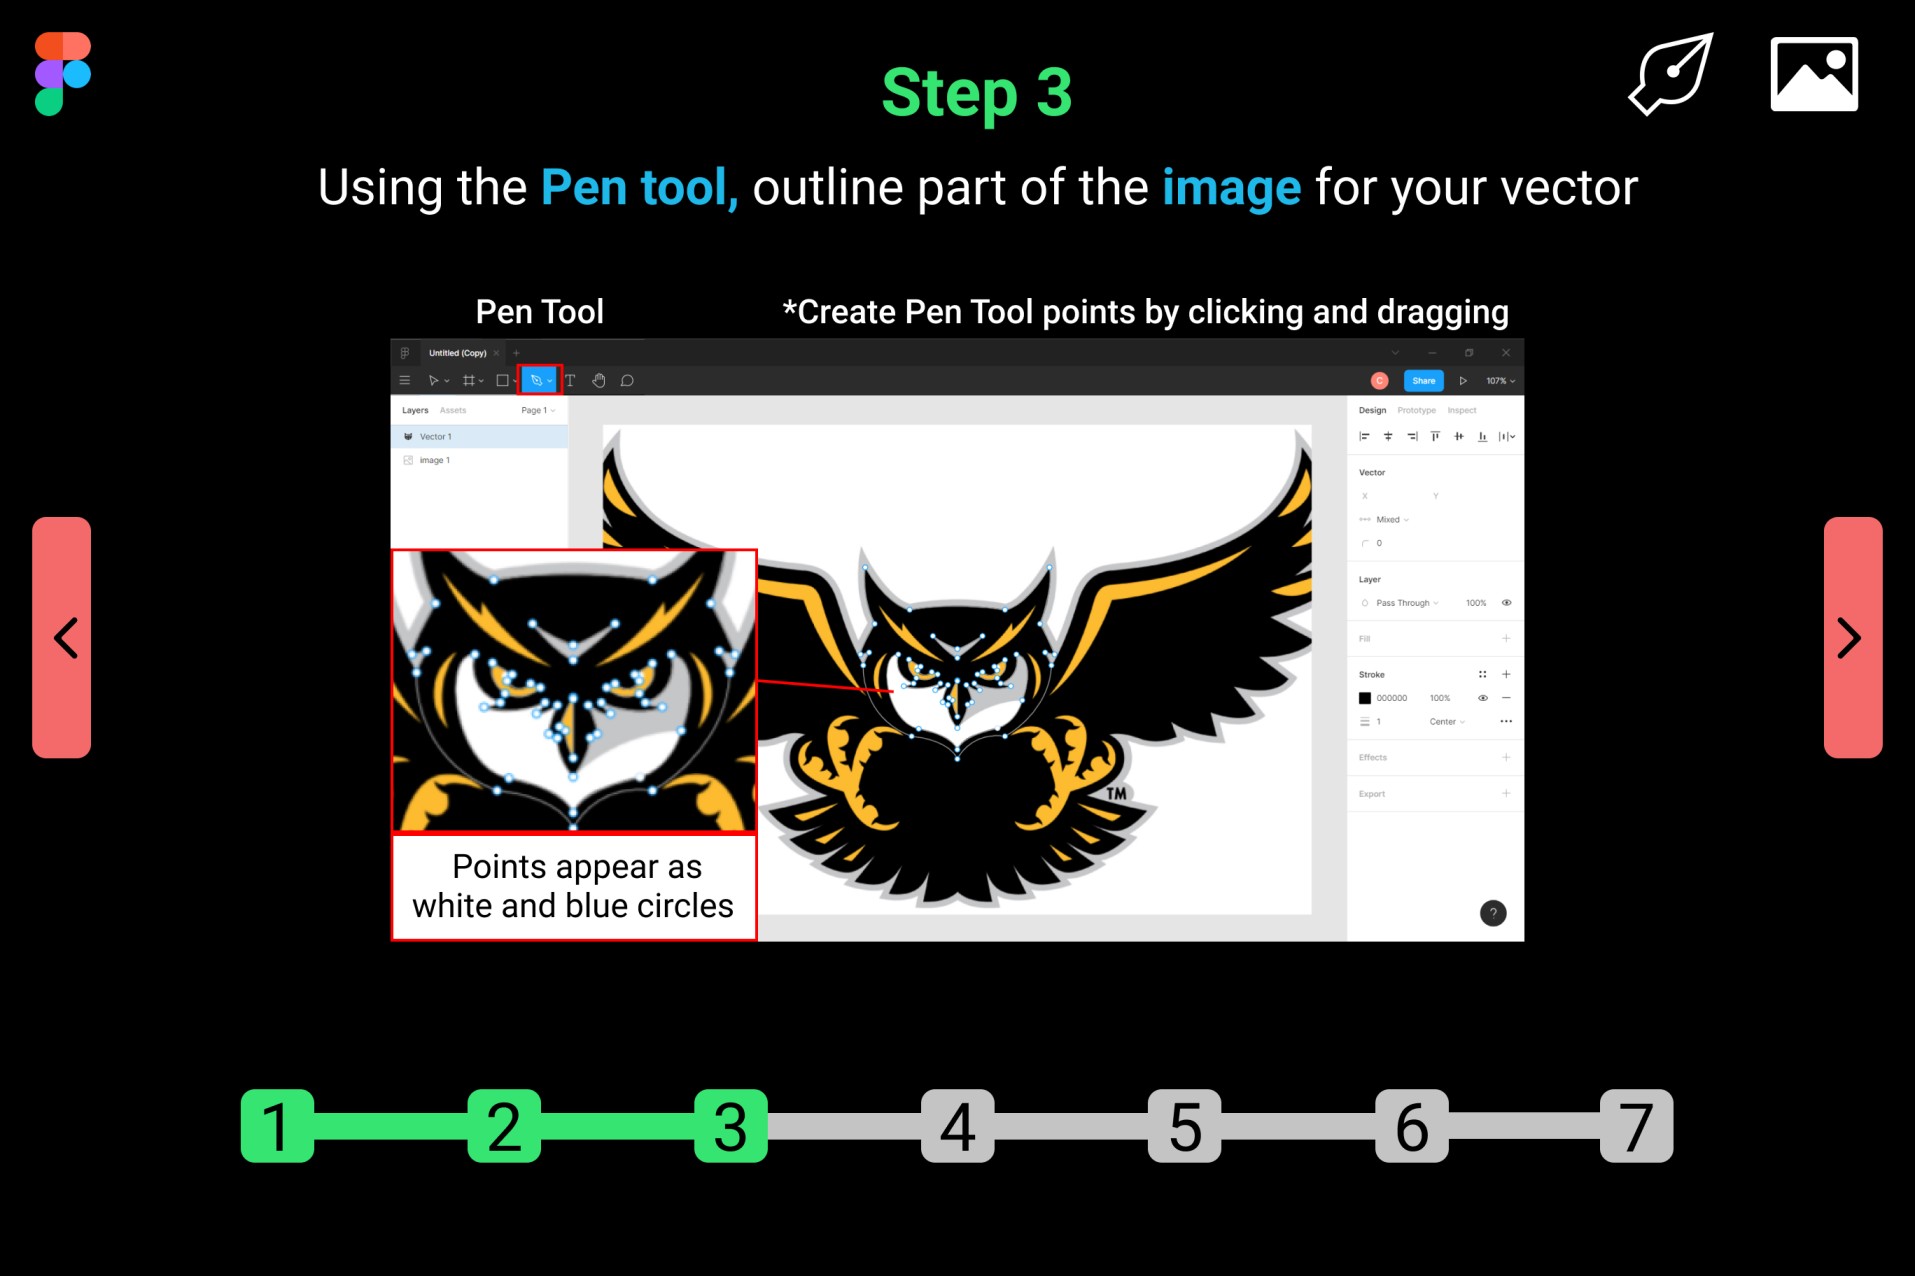 Step 3
Using the Pen tool, outline part of the image for your vector
Pen Tool
*Create Pen Tool points by clicking and dragging
Untitled (Copy)
C
Share
107%
Layers
Assets
Page 1
Vector 1
image 1
Design
Prototype
Inspect
Vector
X
Y
Mixed
0
Layer
Pass Through
100%
Fill
Stroke
000000
100%
1
Center
Effects
Export
?
TM
Points appear as
white and blue circles
1
2
3
4
5
6
7